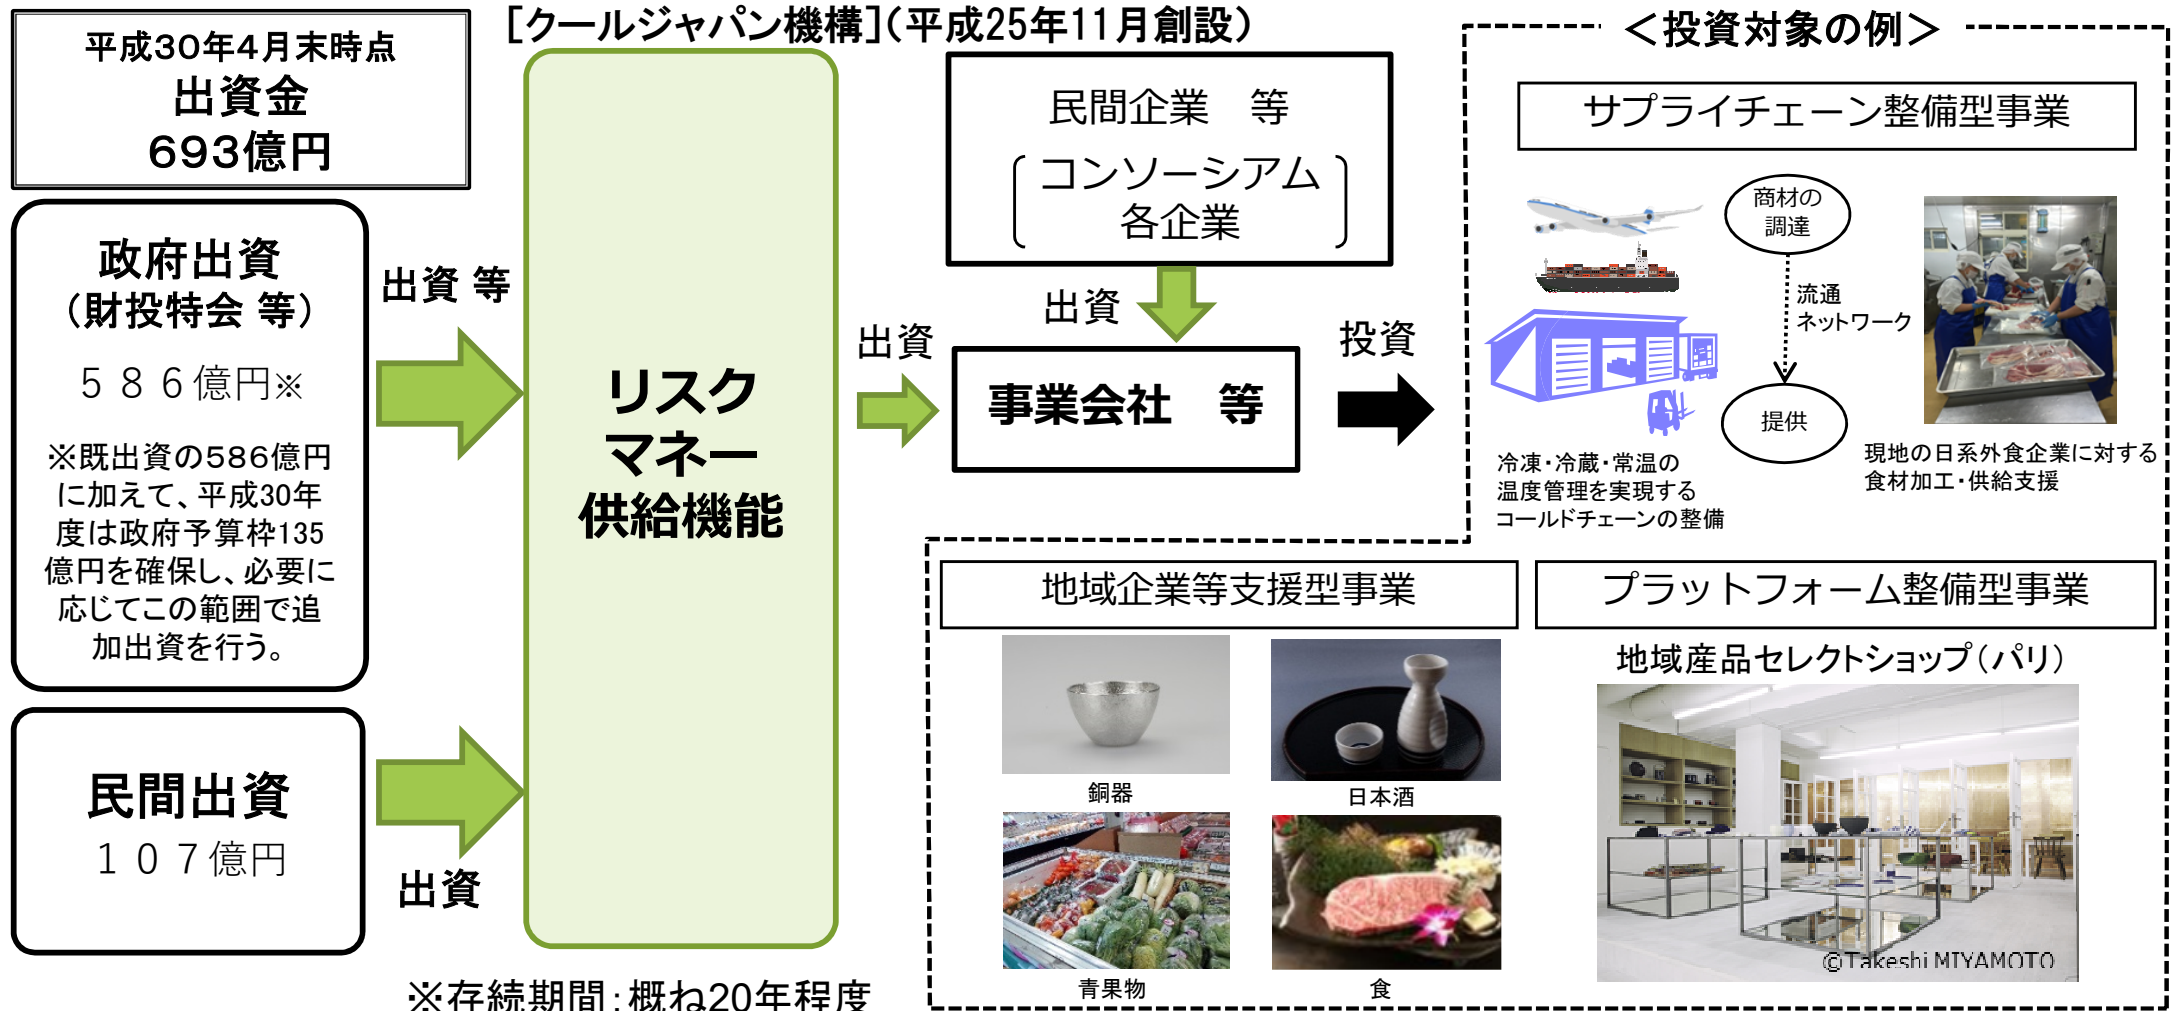 [クールジャパン機構](平成25年11月創設)
平成30年4月末時点
出資金
693億円
政府出資
(財投特会 等)
586億円※
※既出資の586億円
に加えて、平成30年
度は政府予算枠135
億円を確保し、必要に
応じてこの範囲で追
加出資を行う。
出資 等
民間出資
107億円
出資
リスク
マネー
供給機能
※存続期間:概ね20年程度
出資
民間企業 等
コンソーシアム
各企業
出資
事業会社 等
投資
<投資対象の例>
サプライチェーン整備型事業
商材の
調達
流通
ネットワーク
提供
冷凍・冷蔵・常温の
温度管理を実現する
コールドチェーンの整備
現地の日系外食企業に対する
食材加工・供給支援
地域企業等支援型事業
銅器
日本酒
青果物
食
プラットフォーム整備型事業
地域産品セレクトショップ(パリ)
©Takeshi MIYAMOTO